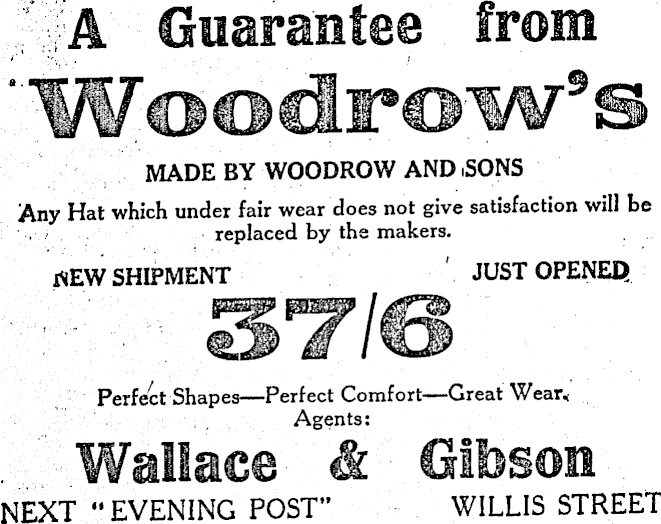 A Guarantee from
Woodrow's
MADE BY WOODROW AND SONS
Any Hat which under fair wear does not give satisfaction will be
replaced by the makers.
NEW SHIPMENT JUST OPENED
37/6
Perfect Shapes—Perfect Comfort—Great Wear.
Agents:
Wallace & Gibson
NEXT "EVENING POST" WILLIS STREET